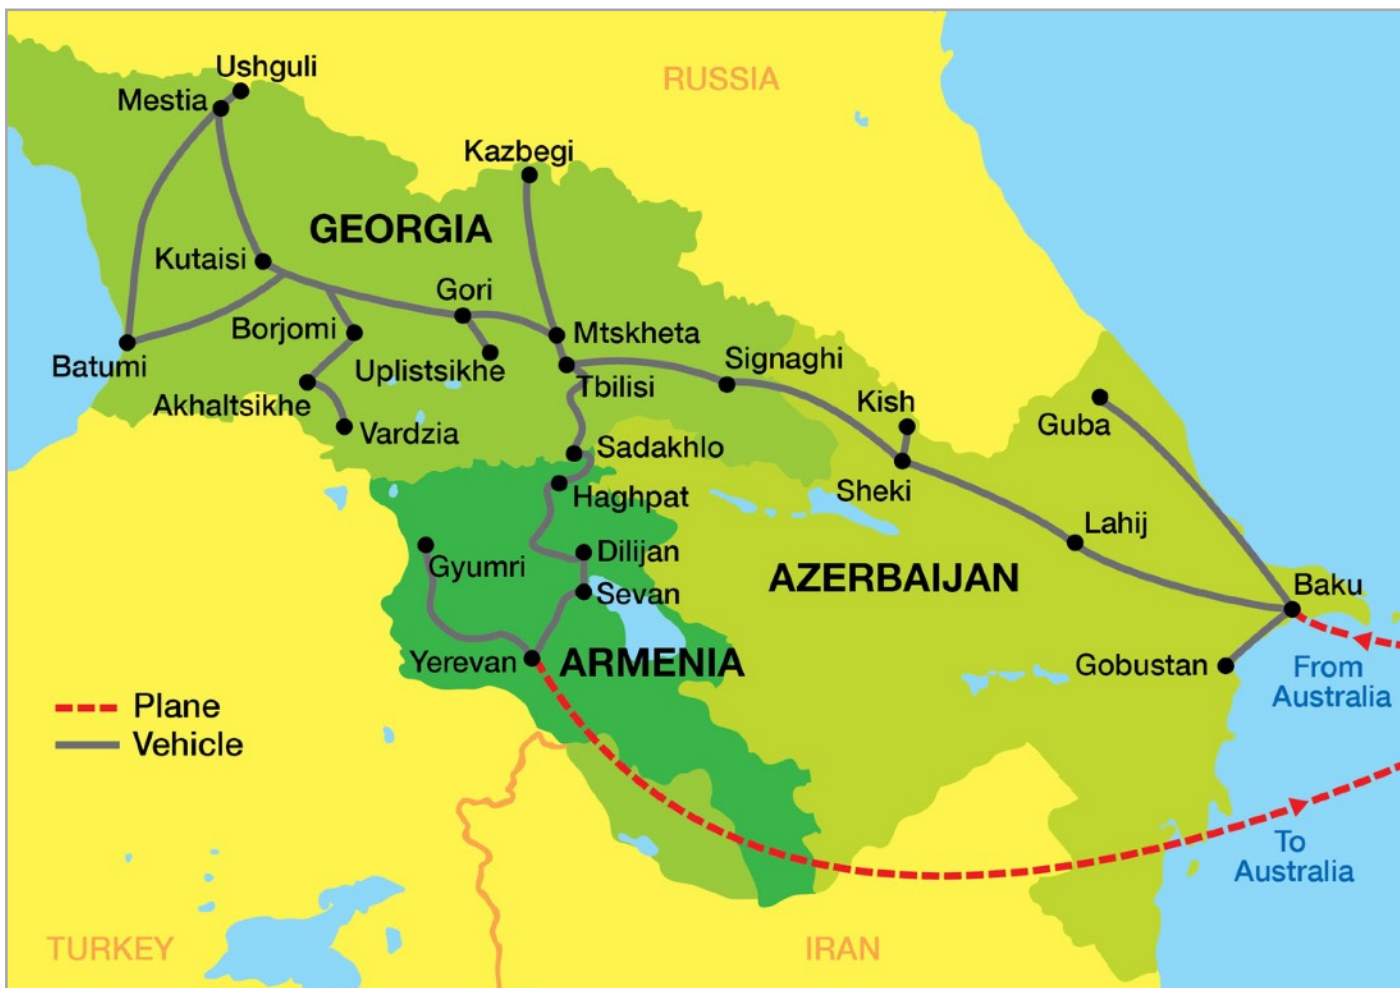 Ushguli
RUSSIA
Mestia
Kazbegi
GEORGIA
Kutaisi
Gori
Borjomi
Mtskheta
Signaghi
Batumi
Uplistsikhe
Tbilisi
Akhaltsikhe
Kish
Guba
Vardzia
Sadakhlo
Sheki
Haghpat
Lahij
Dilijan
Gyumri
AZERBAIJAN
Sevan
Baku
Yerevan
ARMENIA
Gobustan
From
Australia
Plane
Vehicle
To
Australia
TURKEY
IRAN